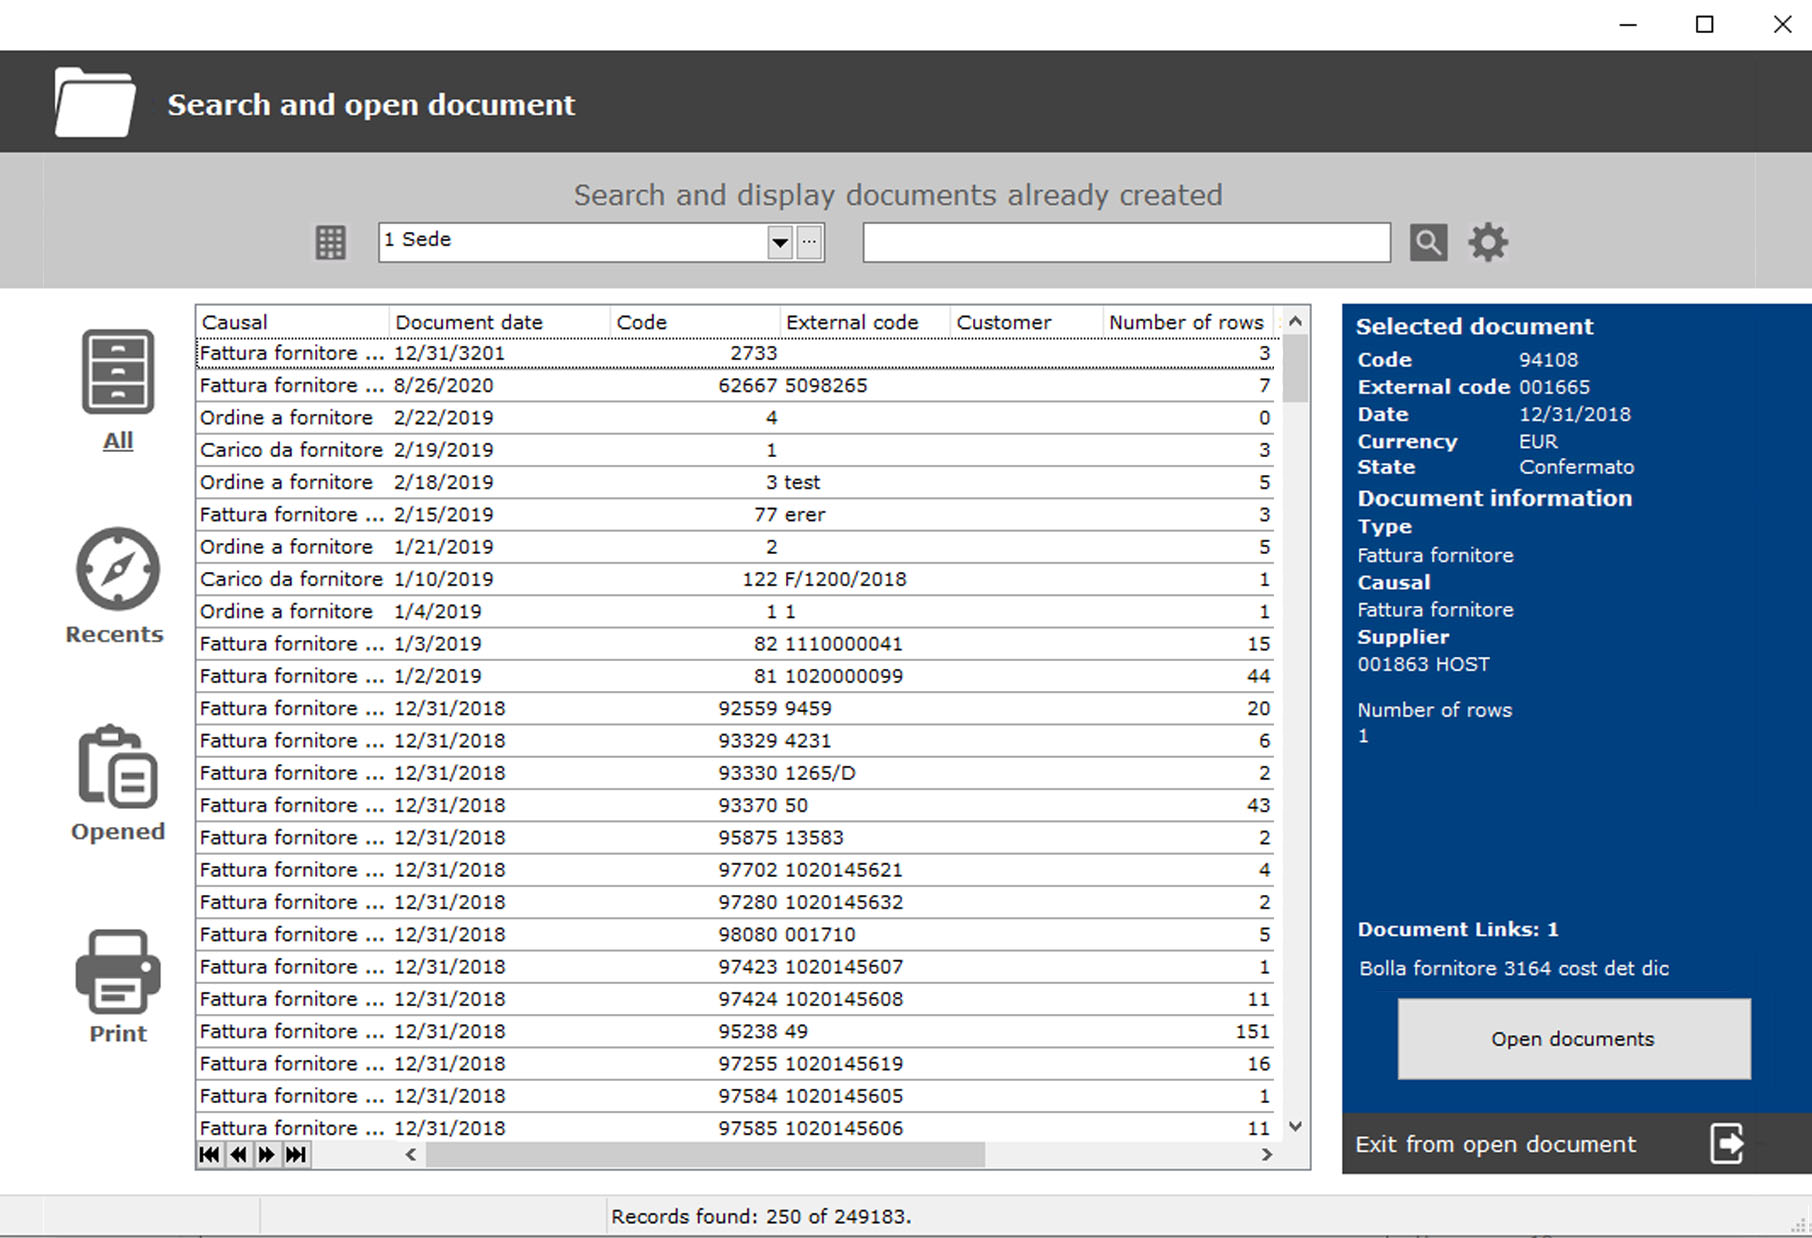 Search and open document
Search and display documents already created
1 Sede ...
All
Recents
Opened
Print
Causal Document date Code External code Customer Number of rows
Fattura fornitore ... 12/31/3201 2733 3
Fattura fornitore ... 8/26/2020 62667 5098265 7
Ordine a fornitore 2/22/2019 4 0
Carico da fornitore 2/19/2019 1 3
Ordine a fornitore 2/18/2019 3 test 5
Fattura fornitore ... 2/15/2019 77 erer 3
Ordine a fornitore 1/21/2019 2 5
Carico da fornitore 1/10/2019 122 F/1200/2018 1
Ordine a fornitore 1/4/2019 1 1 1
Fattura fornitore ... 1/3/2019 82 1110000041 15
Fattura fornitore ... 1/2/2019 81 1020000099 44
Fattura fornitore ... 12/31/2018 92559 9459 20
Fattura fornitore ... 12/31/2018 93329 4231 6
Fattura fornitore ... 12/31/2018 93330 1265/D 2
Fattura fornitore ... 12/31/2018 93370 50 43
Fattura fornitore ... 12/31/2018 95875 13583 2
Fattura fornitore ... 12/31/2018 97702 1020145621 4
Fattura fornitore ... 12/31/2018 97280 1020145632 2
Fattura fornitore ... 12/31/2018 98080 001710 5
Fattura fornitore ... 12/31/2018 97423 1020145607 1
Fattura fornitore ... 12/31/2018 97424 1020145608 11
Fattura fornitore ... 12/31/2018 95238 49 151
Fattura fornitore ... 12/31/2018 97255 1020145619 16
Fattura fornitore ... 12/31/2018 97584 1020145605 1
Fattura fornitore ... 12/31/2018 97585 1020145606 11
Selected document
Code 94108
External code 001665
Date 12/31/2018
Currency EUR
State Confermato
Document information
Type
Fattura fornitore
Causal
Fattura fornitore
Supplier
001863 HOST
Number of rows
1
Document Links: 1
Bolla fornitore 3164 cost det dic
Open documents
Exit from open document
Records found: 250 of 249183.